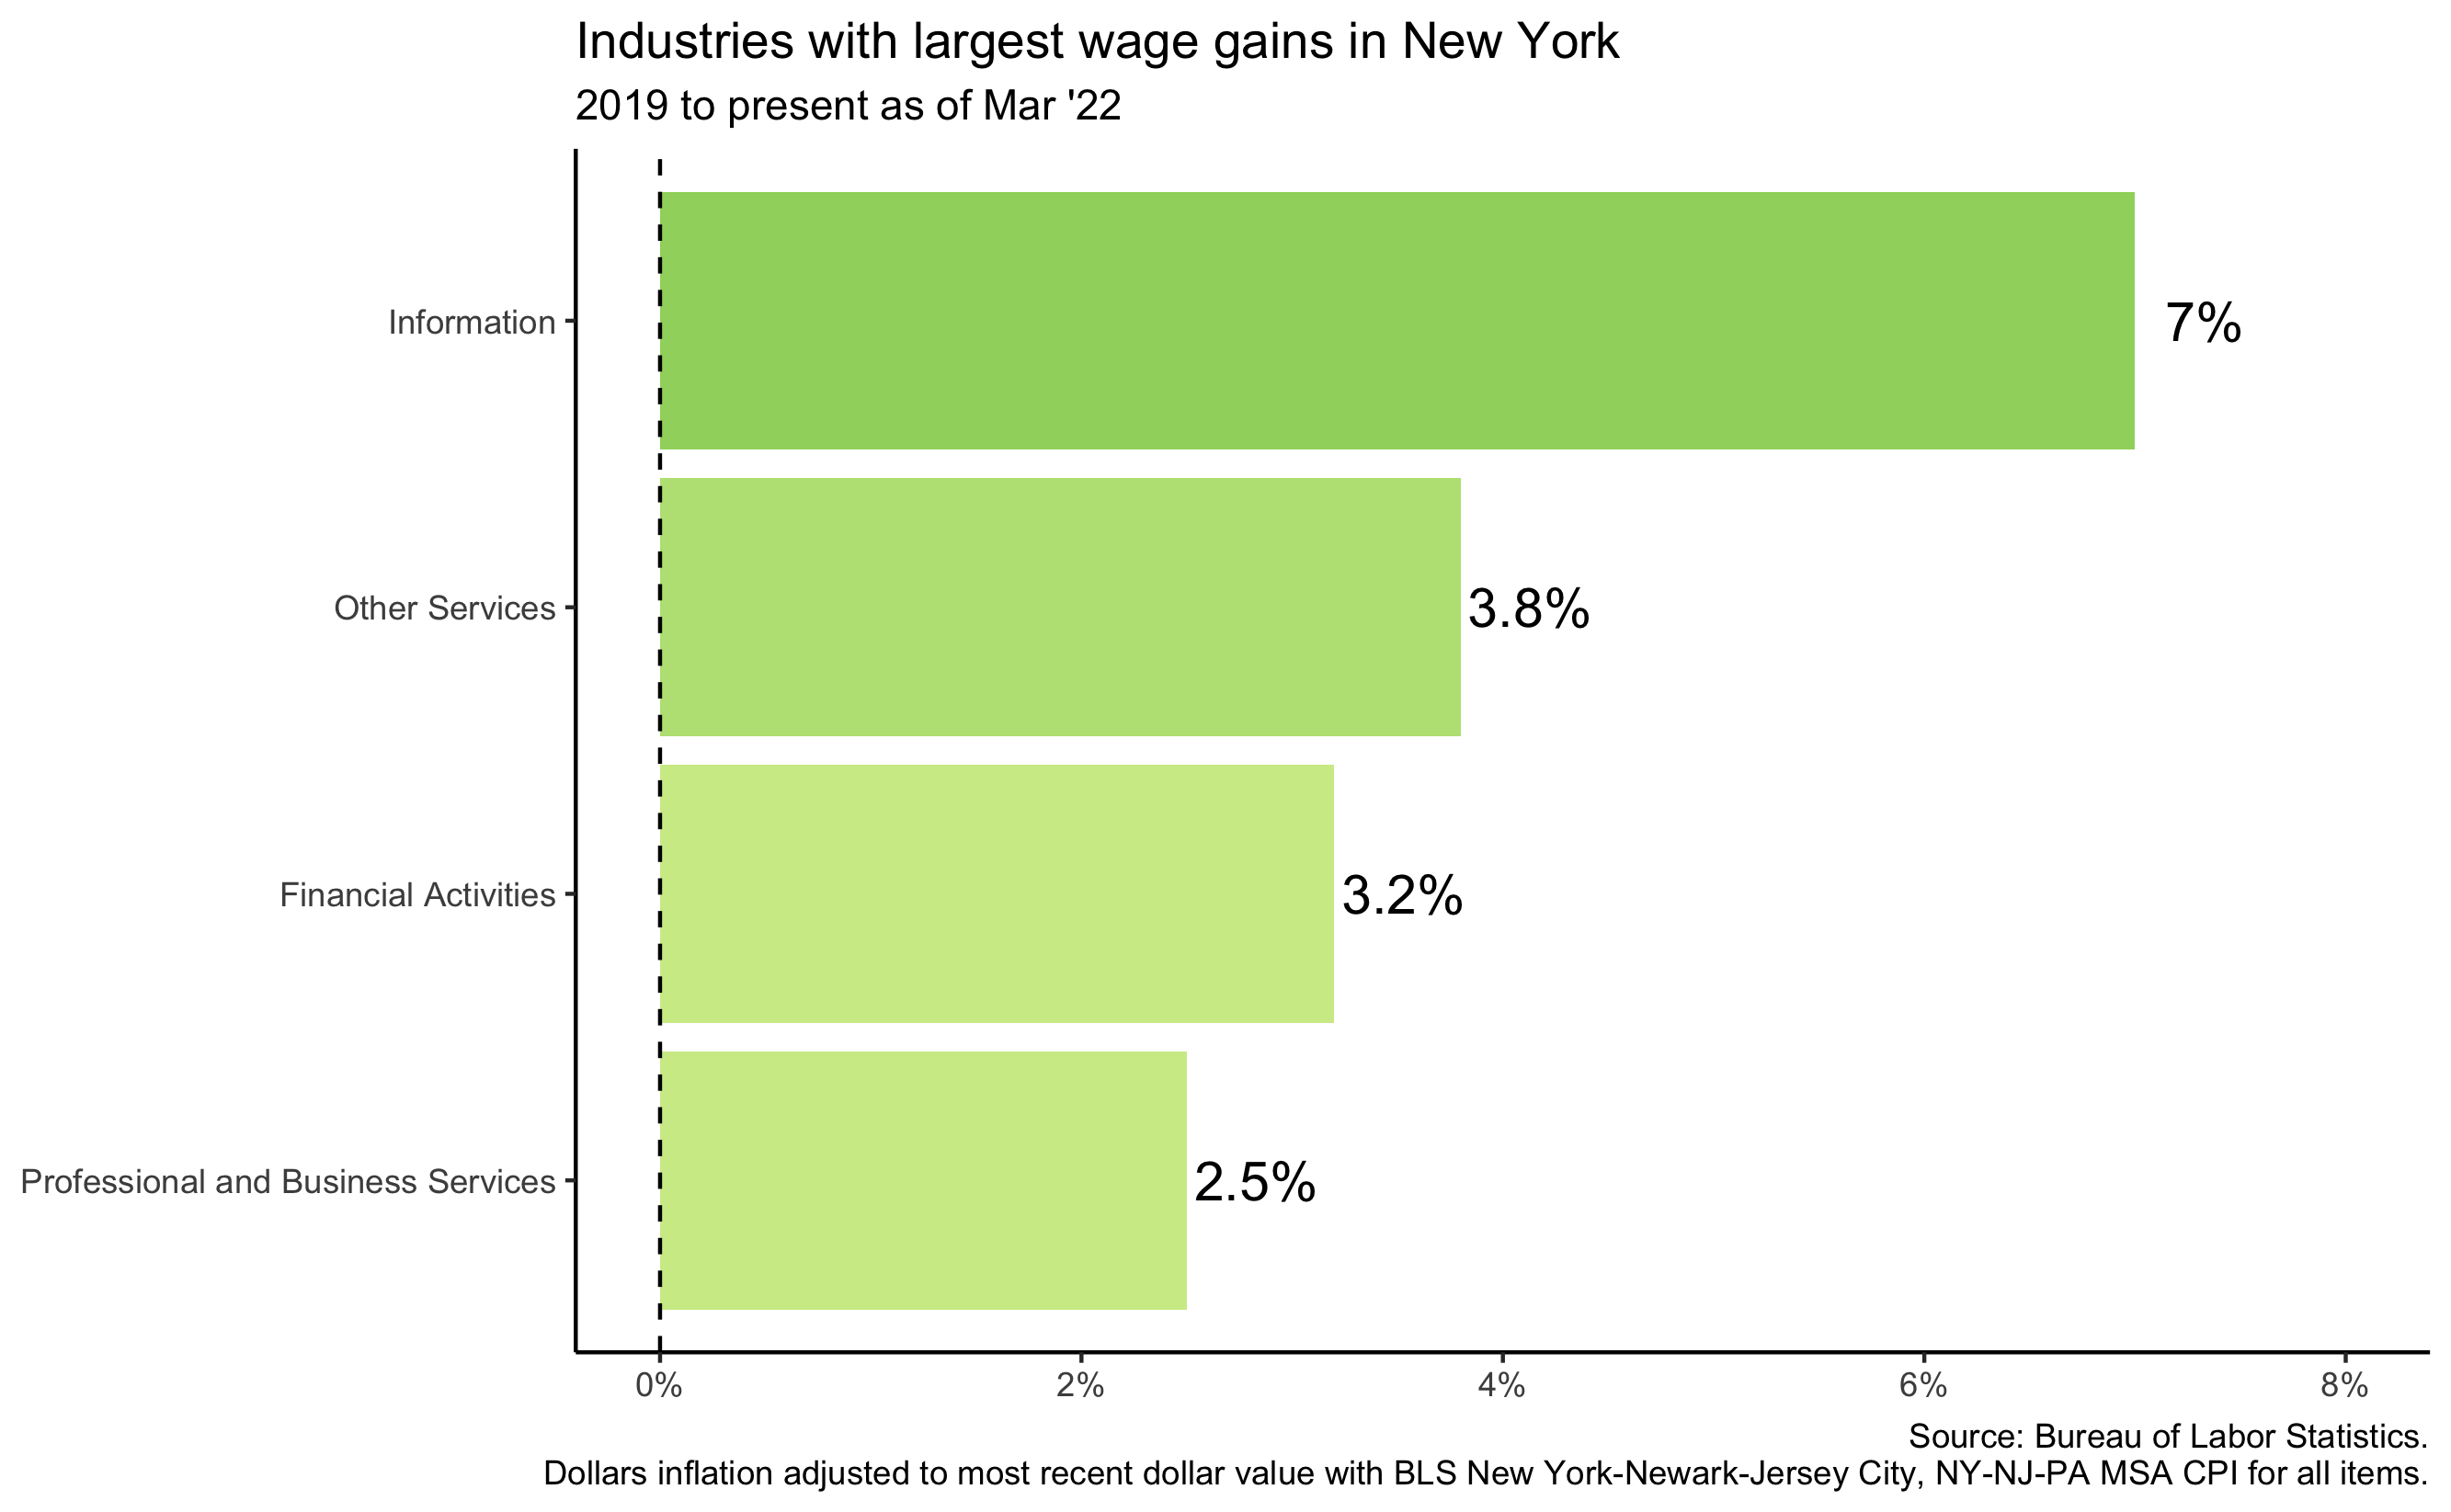 Industries with largest wage gains in New York
2019 to present as of Mar '22
Information
7%
Other Services
3.8%
Financial Activities
3.2%
Professional and Business Services
2.5%
0% 2% 4% 6% 8%
Source: Bureau of Labor Statistics.
Dollars inflation adjusted to most recent dollar value with BLS New York-Newark-Jersey City, NY-NJ-PA MSA CPI for all items.